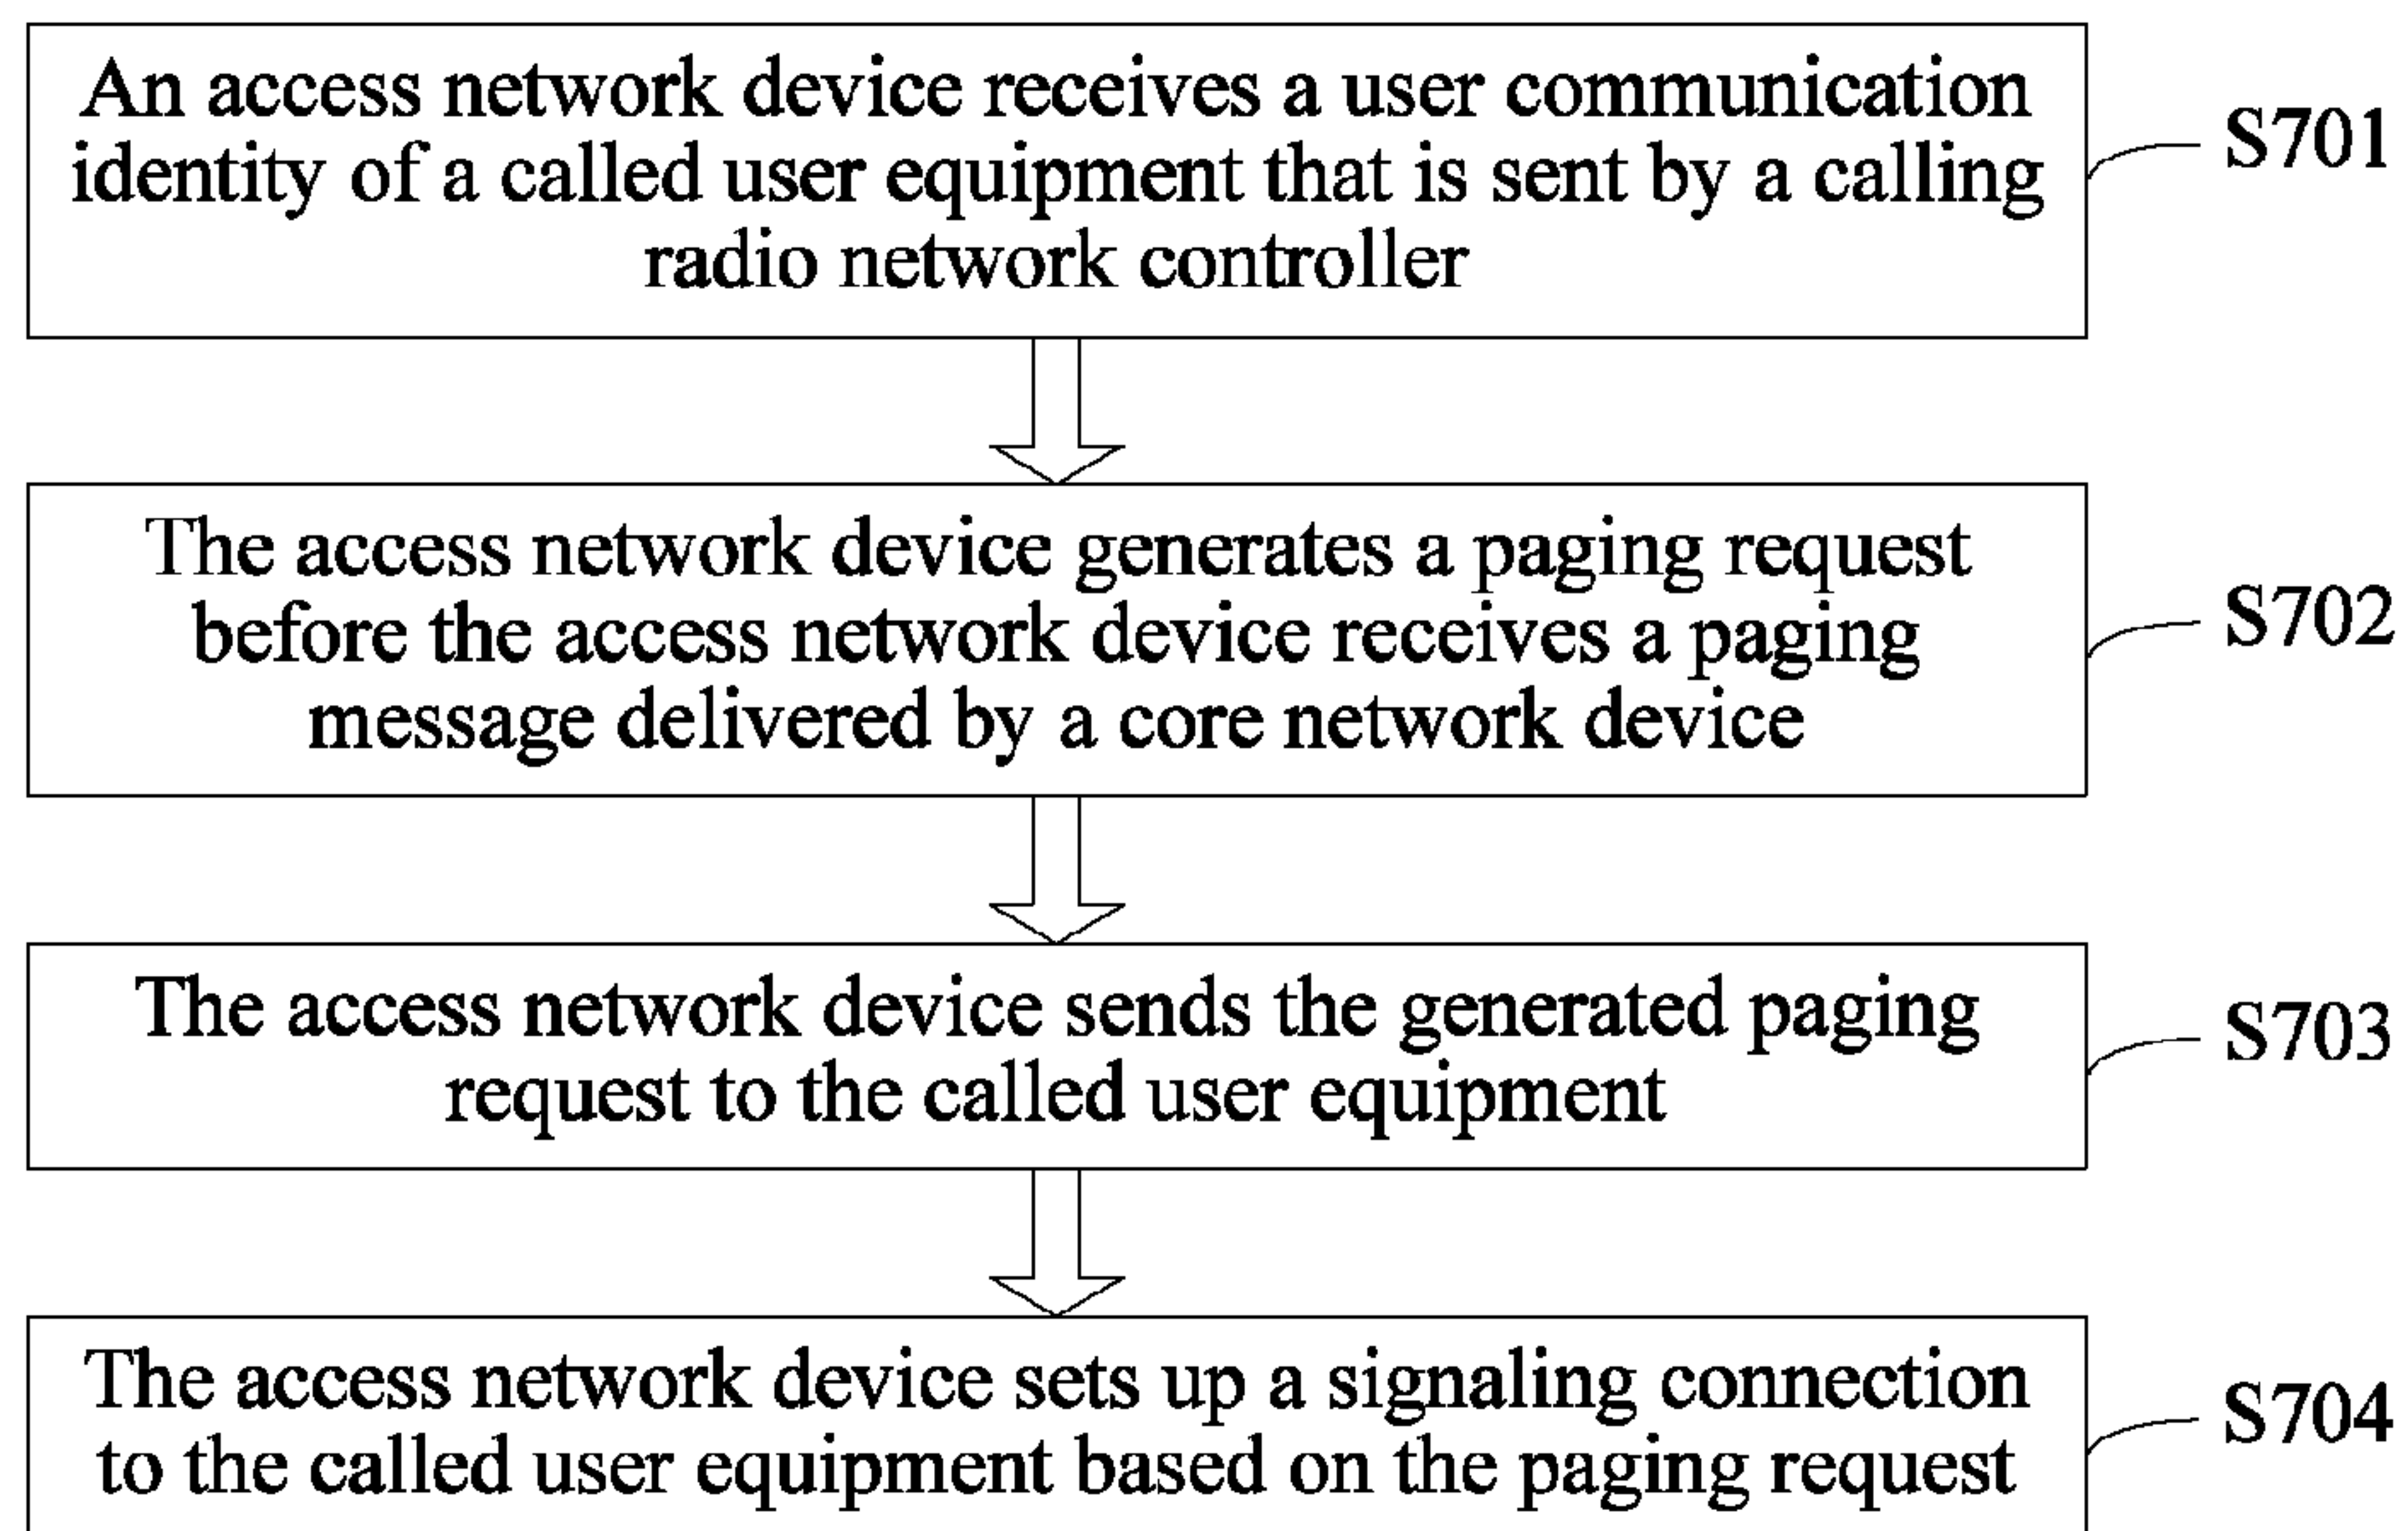 An access network device receives a user communication
identity of a called user equipment that is sent by a calling
radio network controller
S701
The access network device generates a paging request
before the access network device receives a paging
message delivered by a core network device
S702
The access network device sends the generated paging
request to the called user equipment
S703
The access network device sets up a signaling connection
to the called user equipment based on the paging request
S704